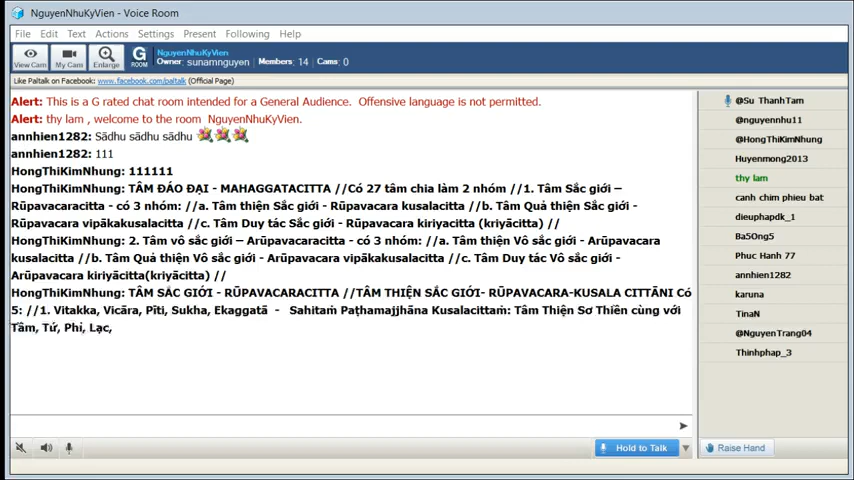 NguyenNhuKyVien - Voice Room
File Edit Text Actions Settings Present Following Help
View Cam My Cam Enlarge G ROOM
NguyenNhuKyVien
Owner: sunamnguyen Members: 14 Cams: 0
Like Paltalk on Facebook: www.facebook.com/paltalk (Official Page)
Alert: This is a G rated chat room intended for a General Audience. Offensive language is not permitted.
Alert: thy lam , welcome to the room NguyenNhuKyVien.
annhien1282: Sādhu sādhu sādhu
annhien1282: 111
HongThiKimNhung: 111111
HongThiKimNhung: TÂM ĐÁO ĐẠI - MAHAGGATACITTA //Có 27 tâm chia làm 2 nhóm //1. Tâm Sắc giới –
Rūpavacaracitta - có 3 nhóm: //a. Tâm thiện Sắc giới - Rūpavacara kusalacitta //b. Tâm Quả thiện Sắc giới -
Rūpavacara vipākakusalacitta //c. Tâm Duy tác Sắc giới - Rūpavacara kiriyacitta (kriyācitta) //
HongThiKimNhung: 2. Tâm vô sắc giới – Arūpavacaracitta - có 3 nhóm: //a. Tâm thiện Vô sắc giới - Arūpavacara
kusalacitta //b. Tâm Quả thiện Vô sắc giới - Arūpavacara vipākakusalacitta //c. Tâm Duy tác Vô sắc giới -
Arūpavacara kiriyācitta(kriyācitta) //
HongThiKimNhung: TÂM SẮC GIỚI - RŪPAVACARACITTA //TÂM THIỆN SẮC GIỚI- RŪPAVACARA-KUSALA CITTĀNI Có
5: //1. Vitakka, Vicāra, Pīti, Sukha, Ekaggatā - Sahitaṁ Paṭhamajjhāna Kusalacittaṁ: Tâm Thiện Sơ Thiền cùng với
Tầm, Tứ, Phỉ, Lạc,
@Su ThanhTam
@nguyennhu11
@HongThiKimNhung
Huyenmong2013
thy lam
canh chim phieu bat
dieuphapdk_1
Ba5Ong5
Phuc Hanh 77
annhien1282
karuna
TinaN
@NguyenTrang04
Thinhphap_3
Hold to Talk
Raise Hand